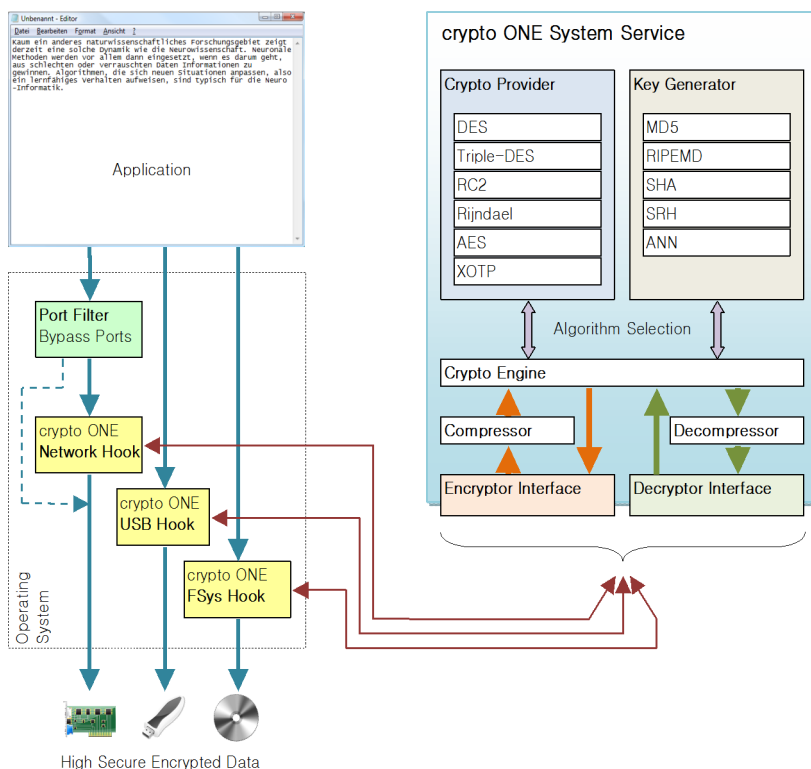 Unbenannt - Editor
Datei Bearbeiten Format Ansicht ?
Kaum ein anderes naturwissenschaftliches Forschungsgebiet zeigt
derzeit eine solche Dynamik wie die Neurowissenschaft. Neuronale
Methoden werden vor allem dann eingesetzt, wenn es darum geht,
aus schlechten oder verrauschten Daten Informationen zu
gewinnen. Algorithmen, die sich neuen Situationen anpassen, also
ein lernfähiges Verhalten aufweisen, sind typisch für die Neuro
-Informatik.
Application
Port Filter
Bypass Ports
crypto ONE
Network Hook
crypto ONE
USB Hook
crypto ONE
FSys Hook
Operating
System
High Secure Encrypted Data
crypto ONE System Service
Crypto Provider
DES
Triple-DES
RC2
Rijndael
AES
XOTP
Key Generator
MD5
RIPEMD
SHA
SRH
ANN
Algorithm Selection
Crypto Engine
Compressor
Decompressor
Encryptor Interface
Decryptor Interface